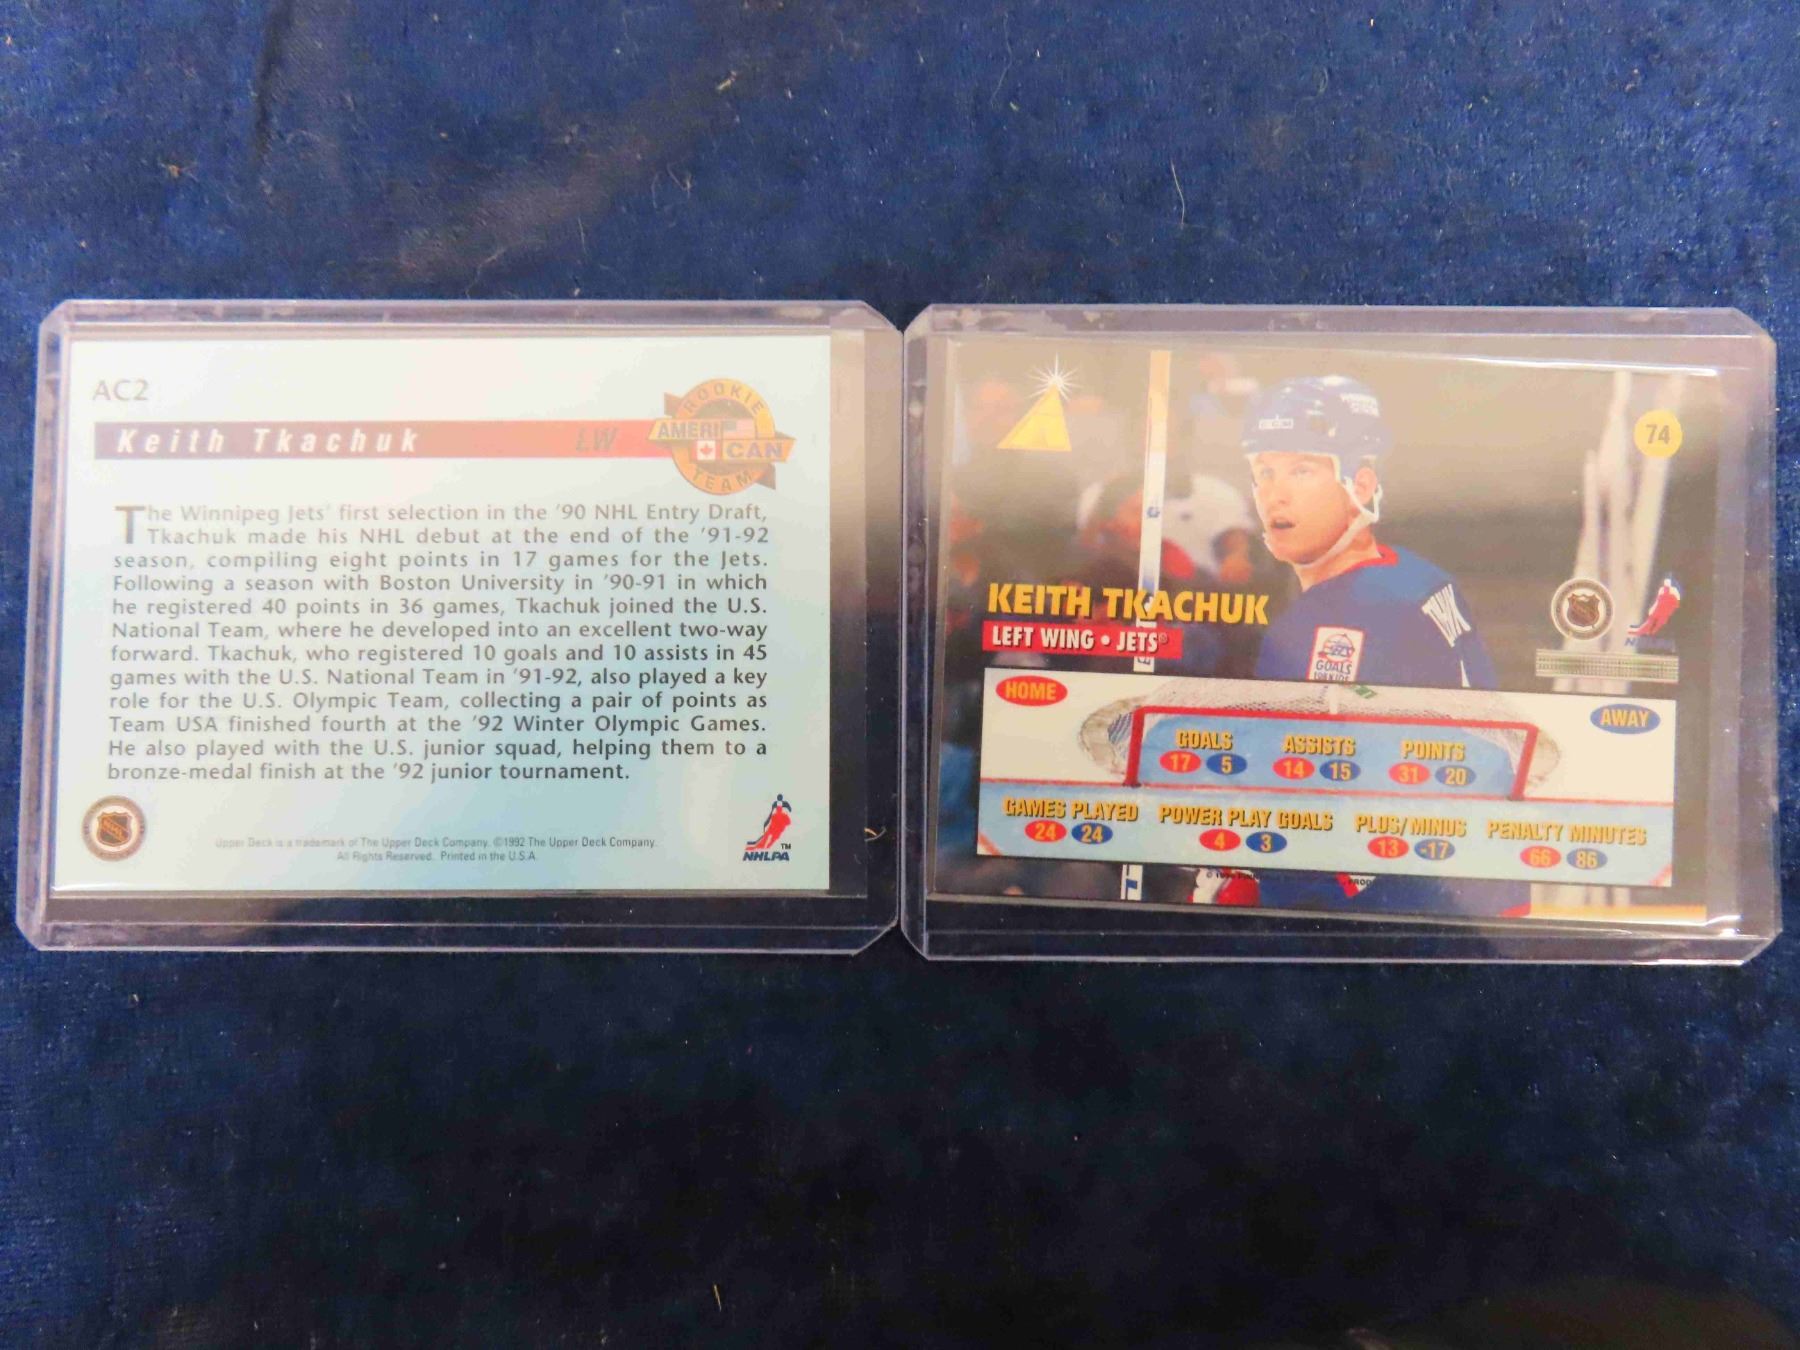 AC2
Keith Tkachuk LW
ROOKIE
AMERI CAN
TEAM
The Winnipeg Jets' first selection in the '90 NHL Entry Draft,
Tkachuk made his NHL debut at the end of the '91-92
season, compiling eight points in 17 games for the Jets.
Following a season with Boston University in '90-91 in which
he registered 40 points in 36 games, Tkachuk joined the U.S.
National Team, where he developed into an excellent two-way
forward. Tkachuk, who registered 10 goals and 10 assists in 45
games with the U.S. National Team in '91-92, also played a key
role for the U.S. Olympic Team, collecting a pair of points as
Team USA finished fourth at the '92 Winter Olympic Games.
He also played with the U.S. junior squad, helping them to a
bronze-medal finish at the '92 junior tournament.
Upper Deck is a trademark of The Upper Deck Company. ©1992 The Upper Deck Company.
All Rights Reserved. Printed in the U.S.A.
NHL
NHLPA™
74
CCM
KEITH TKACHUK
LEFT WING • JETS®
GOALS
FOR KIDS
HOME
AWAY
GOALS ASSISTS POINTS
17 5 14 15 31 20
GAMES PLAYED POWER PLAY GOALS PLUS/MINUS PENALTY MINUTES
24 24 4 3 13 -17 66 86